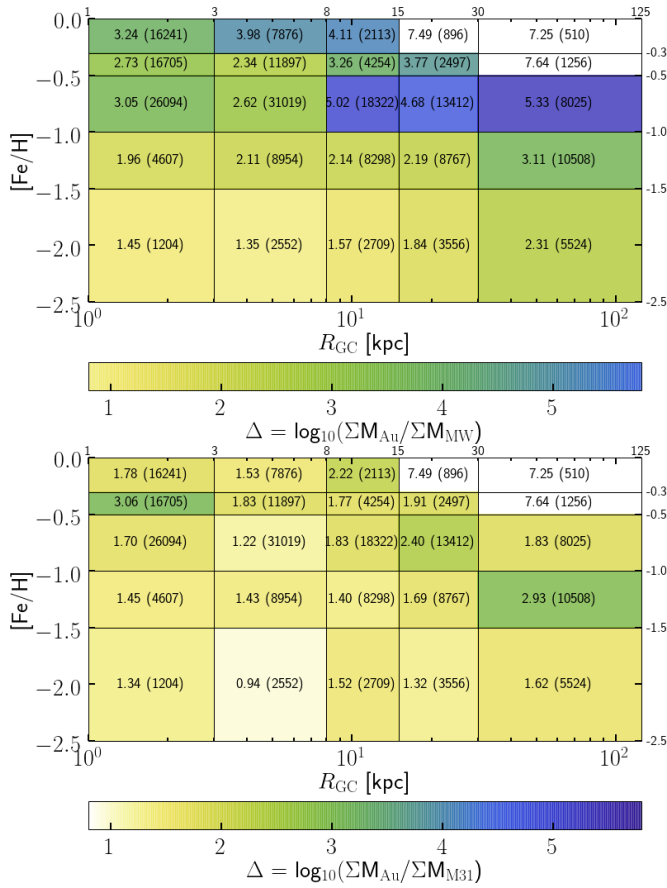 1 3 8 15 30 125
0.0 3.24 (16241) 3.98 (7876) 4.11 (2113) 7.49 (896) 7.25 (510)
-0.3
2.73 (16705) 2.34 (11897) 3.26 (4254) 3.77 (2497) 7.64 (1256)
−0.5 -0.5
3.05 (26094) 2.62 (31019) 5.02 (18322) 4.68 (13412) 5.33 (8025)
−1.0 -1.0
[Fe/H]
1.96 (4607) 2.11 (8954) 2.14 (8298) 2.19 (8767) 3.11 (10508)
−1.5 -1.5
−2.0 1.45 (1204) 1.35 (2552) 1.57 (2709) 1.84 (3556) 2.31 (5524)
−2.5 -2.5
10⁰ 10¹ 10²
R_GC [kpc]
1 2 3 4 5
Δ = log₁₀(ΣM_Au/ΣM_MW)
1 3 8 15 30 125
0.0 1.78 (16241) 1.53 (7876) 2.22 (2113) 7.49 (896) 7.25 (510)
-0.3
3.06 (16705) 1.83 (11897) 1.77 (4254) 1.91 (2497) 7.64 (1256)
−0.5 -0.5
1.70 (26094) 1.22 (31019) 1.83 (18322) 2.40 (13412) 1.83 (8025)
−1.0 -1.0
[Fe/H]
1.45 (4607) 1.43 (8954) 1.40 (8298) 1.69 (8767) 2.93 (10508)
−1.5 -1.5
−2.0 1.34 (1204) 0.94 (2552) 1.52 (2709) 1.32 (3556) 1.62 (5524)
−2.5 -2.5
10⁰ 10¹ 10²
R_GC [kpc]
1 2 3 4 5
Δ = log₁₀(ΣM_Au/ΣM_M31)